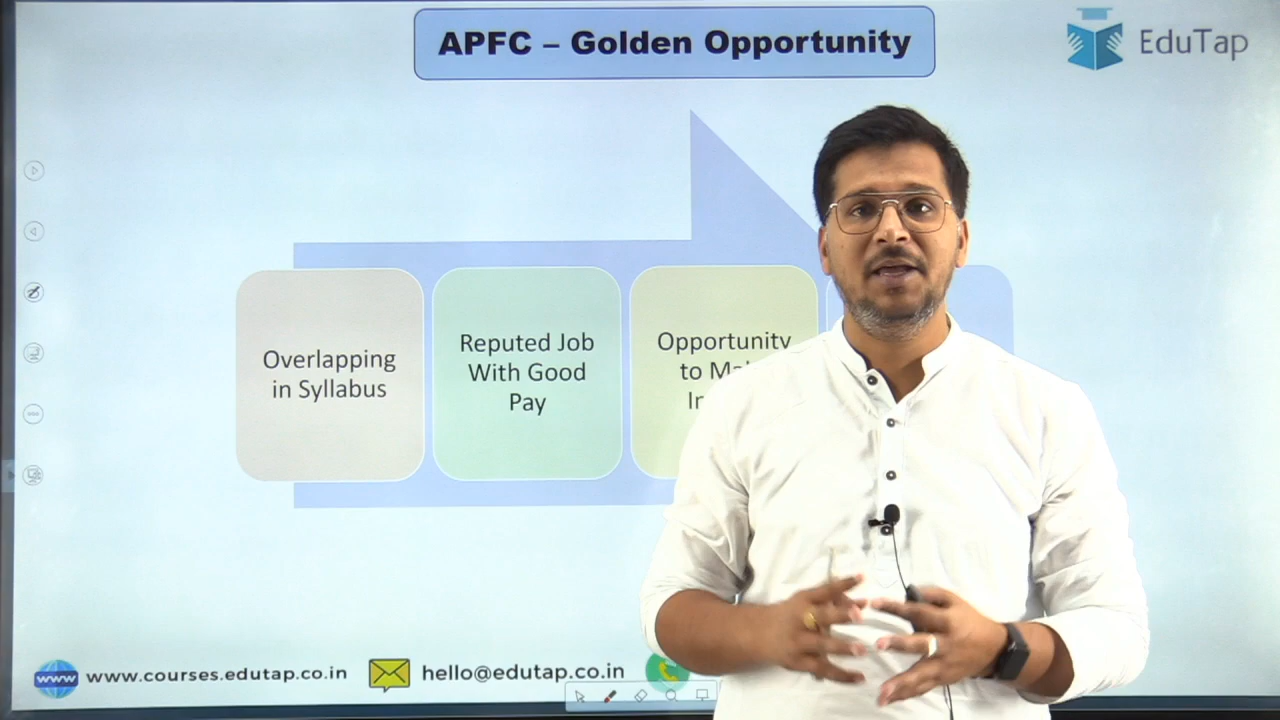 APFC – Golden Opportunity
EduTap
Overlapping
in Syllabus
Reputed Job
With Good
Pay
Opportunity
to
www.courses.edutap.co.in
hello@edutap.co.in